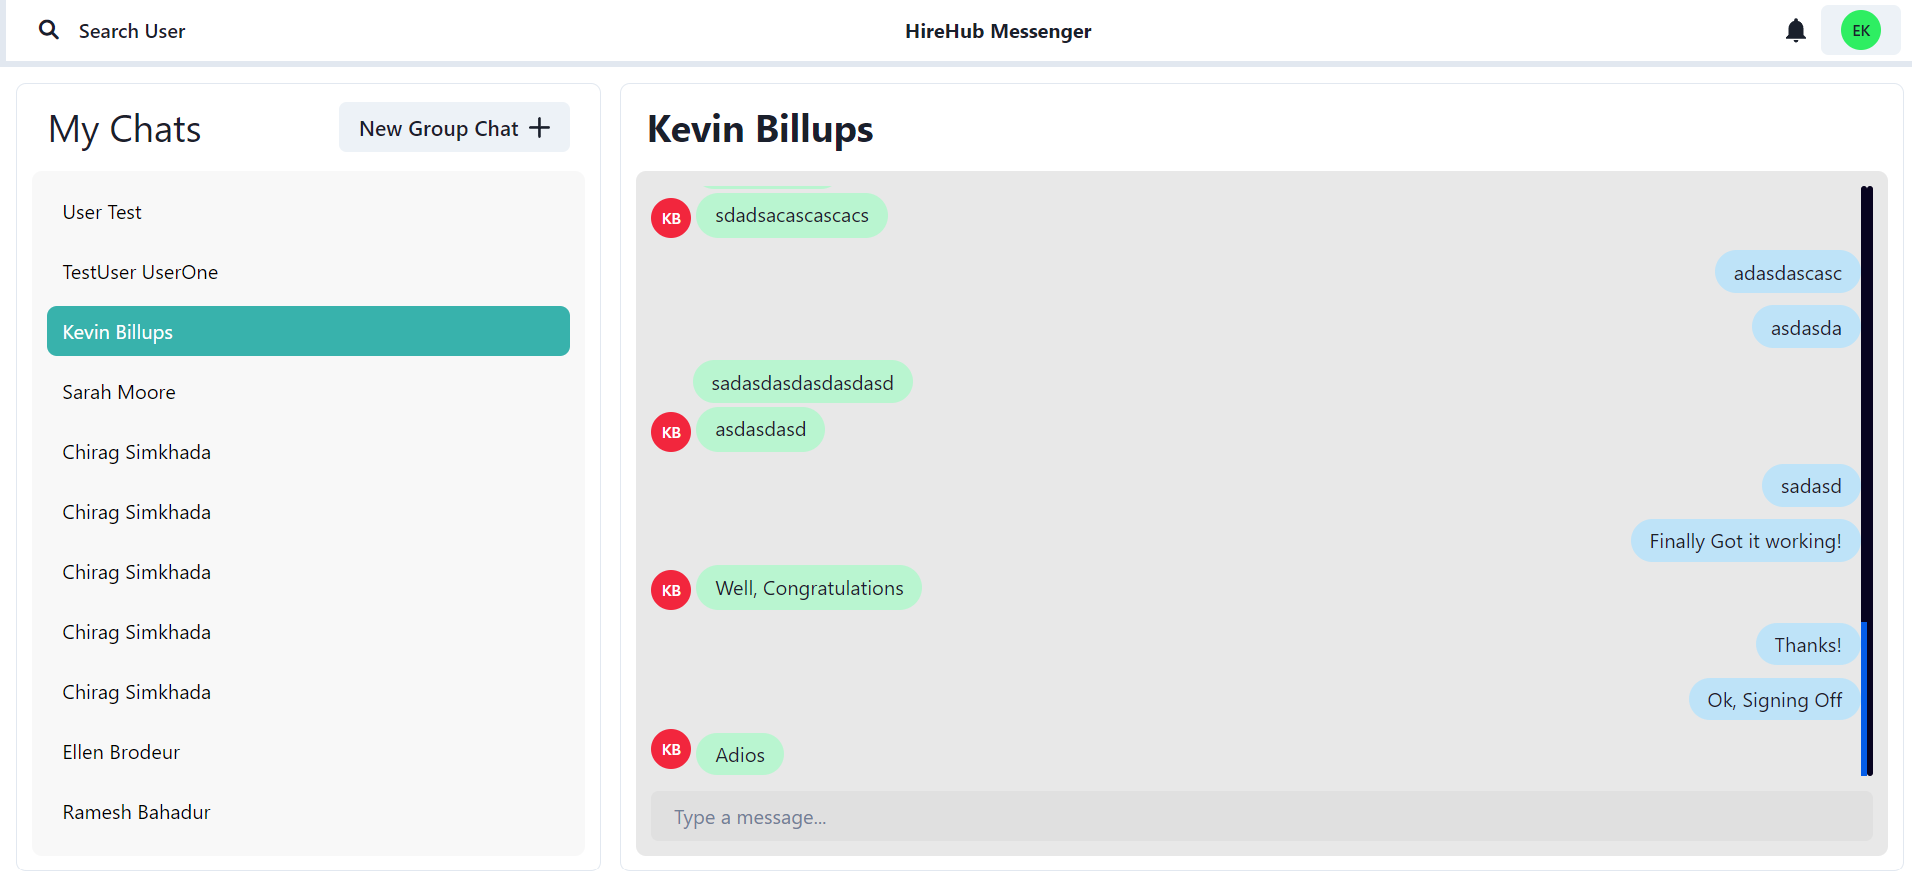 Search User
HireHub Messenger
EK
My Chats
New Group Chat
User Test
TestUser UserOne
Kevin Billups
Sarah Moore
Chirag Simkhada
Chirag Simkhada
Chirag Simkhada
Chirag Simkhada
Chirag Simkhada
Ellen Brodeur
Ramesh Bahadur
Kevin Billups
KB sdadsacascascacs
adasdascasc
asdasda
sadasdasdasdasdasd
KB asdasdasd
sadasd
Finally Got it working!
KB Well, Congratulations
Thanks!
Ok, Signing Off
KB Adios
Type a message...